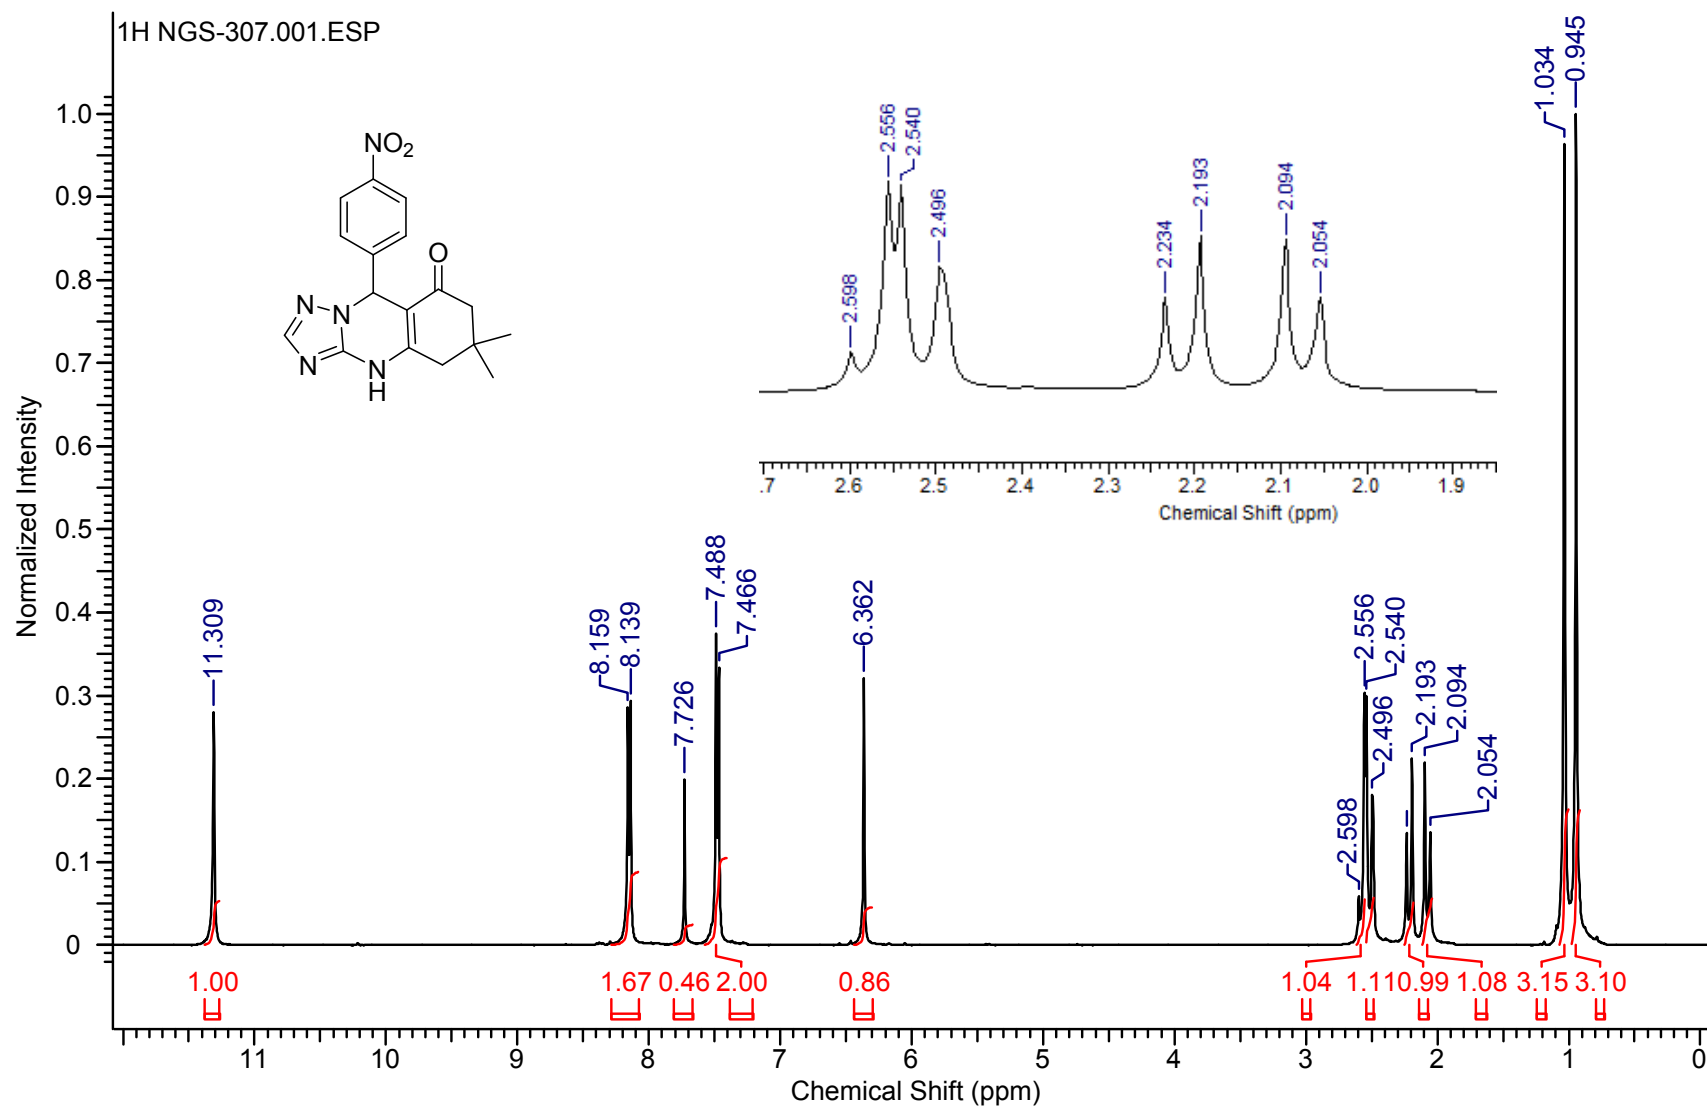 1H NGS-307.001.ESP
NO2
O
N
N
N
N
H
Normalized Intensity
1.0
0.9
0.8
0.7
0.6
0.5
0.4
0.3
0.2
0.1
0
11.309
8.159
8.139
7.726
7.488
7.466
6.362
2.598
2.556
2.540
2.496
2.193
2.094
2.054
1.034
0.945
2.598
2.556
2.540
2.496
2.234
2.193
2.094
2.054
.7 2.6 2.5 2.4 2.3 2.2 2.1 2.0 1.9
Chemical Shift (ppm)
1.00 1.67 0.46 2.00 0.86 1.04 1.11 0.99 1.08 3.15 3.10
11 10 9 8 7 6 5 4 3 2 1 0
Chemical Shift (ppm)